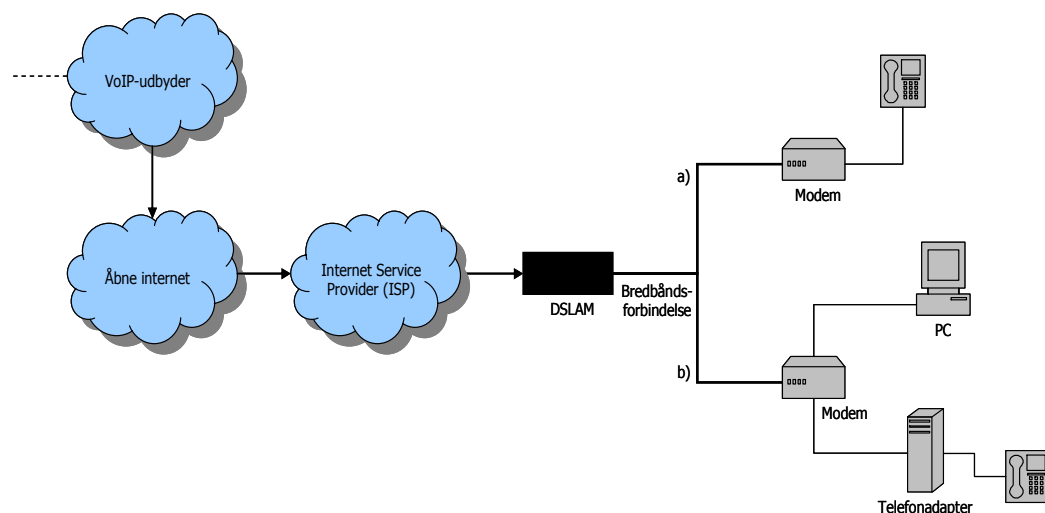 VoIP-udbyder
a)
Modem
Åbne internet
Internet Service
Provider (ISP)
DSLAM
Bredbånds-
forbindelse
PC
b)
Modem
Telefonadapter